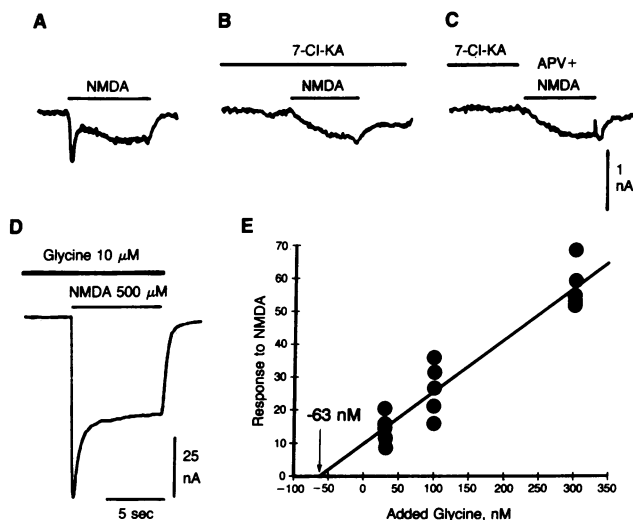 A
B
C
7-Cl-KA
7-Cl-KA
APV+
NMDA
NMDA
NMDA
1
nA
D
E
Glycine 10 μM
NMDA 500 μM
25
nA
5 sec
Response to NMDA
70
60
50
40
30
20
10
0
-63 nM
-100 -50 0 50 100 150 200 250 300 350
Added Glycine, nM